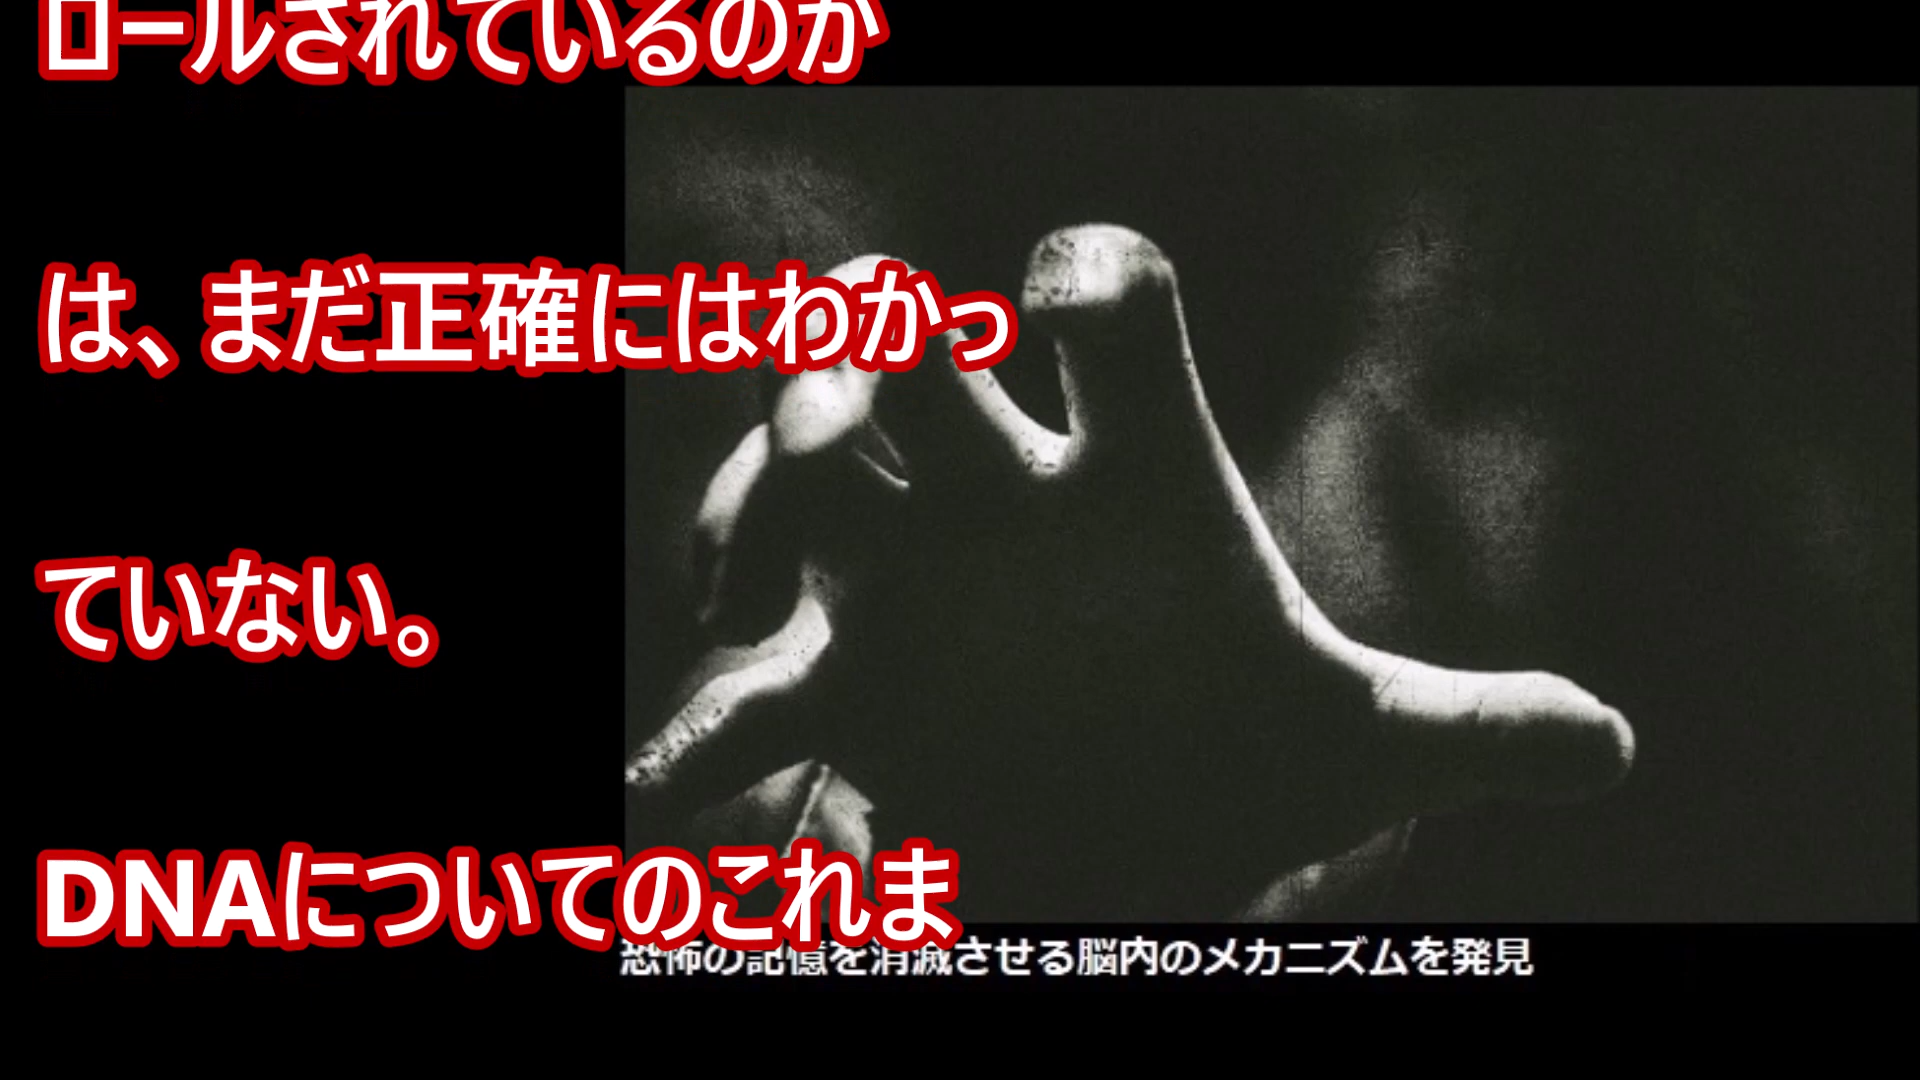 ロールされているのか
は、まだ正確にはわかっ
ていない。
DNAについてのこれま
恐怖の記憶を消滅させる脳内のメカニズムを発見